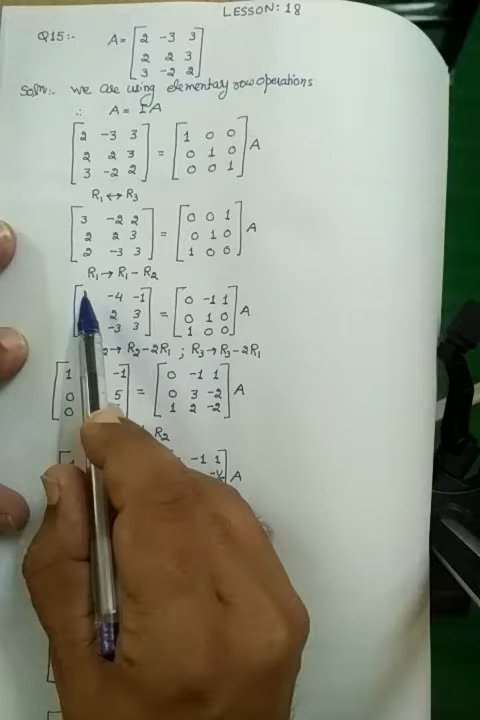 LESSON: 18
Q15:- A = [2 -3 3
2 2 3
3 -2 2]
Soln:- we are using elementary row operations
∴ A = IA
[2 -3 3 1 0 0
2 2 3 = 0 1 0 A
3 -2 2] 0 0 1]
R₁ ↔ R₃
[3 -2 2 0 0 1
2 2 3 = 0 1 0 A
2 -3 3] 1 0 0]
R₁ → R₁ - R₂
-4 -1 0 -1 1
2 3 = 0 1 0 A
-3 3 1 0 0
₂ → R₂ - 2R₁ ; R₃ → R₃ - 2R₁
1 -1 0 -1 1
0 5 = 0 3 -2 A
0 1 2 -2
R₂
-1 1
A